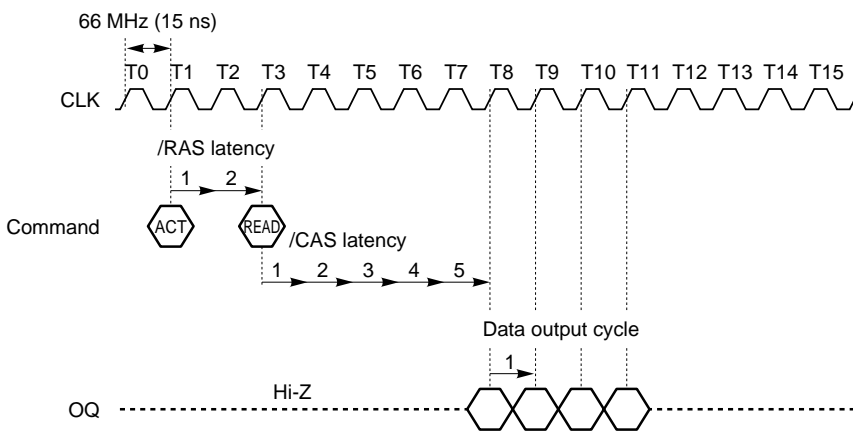 66 MHz (15 ns)
T0 T1 T2 T3 T4 T5 T6 T7 T8 T9 T10 T11 T12 T13 T14 T15
CLK
/RAS latency
1 2
Command ACT READ
/CAS latency
1 2 3 4 5
Data output cycle
1
Hi-Z
OQ